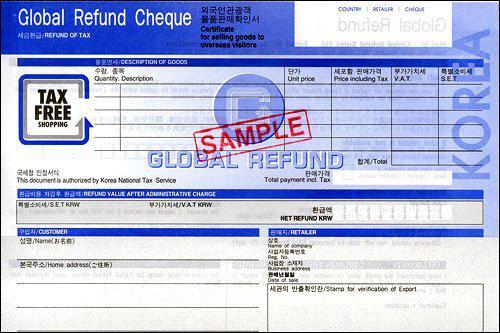 Global Refund Cheque
외국인관광객
물품판매확인서
Certificate
for selling goods to
overseas visitors
COUNTRY RETAILER CHEQUE
세금환급/REFUND OF TAX
물품명세/DESCRIPTION OF GOODS
수량, 종목 단가 세포함 판매가격 부가가치세 특별소비세
Quantity. Description Unit price Price including Tax V.A.T. S.E.T.
TAX
FREE
SHOPPING
SAMPLE
GLOBAL REFUND
KOREA
합계/Total
국세청 인정서식
This document is authorized by Korea National Tax Service
판매가격
Total payment incl. Tax
환급비용 차감후 환급액/REFUND VALUE AFTER ADMINISTRATIVE CHARGE
특별소비세/S.E.T KRW 부가가치세/V.A.T KRW
환급액
NET REFUND KRW
구입자/CUSTOMER
성명/Name(お名前)
본국주소/Home address(ご住所)
판매자/RETAILER
상호
Name of company
사업자등록번호
Reg. No.
사업장 소재지
Business address
판매년월일
Date of sale
세관의 반출확인란/Stamp for verification of Export